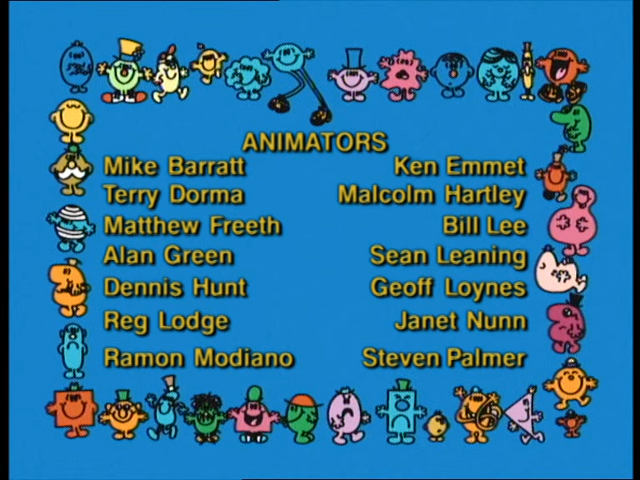 ANIMATORS
Mike Barratt Ken Emmet
Terry Dorma Malcolm Hartley
Matthew Freeth Bill Lee
Alan Green Sean Leaning
Dennis Hunt Geoff Loynes
Reg Lodge Janet Nunn
Ramon Modiano Steven Palmer